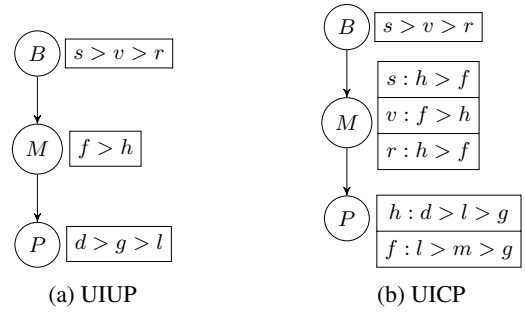 B
s > v > r
M
f > h
P
d > g > l
(a) UIUP
B
s > v > r
M
s : h > f
v : f > h
r : h > f
P
h : d > l > g
f : l > m > g
(b) UICP